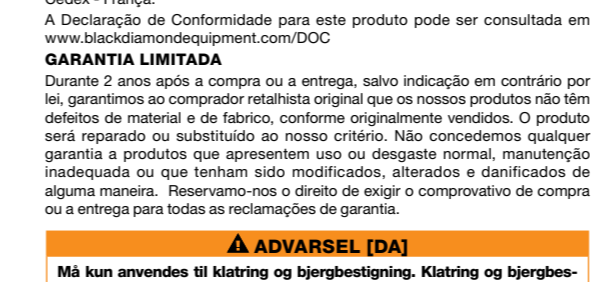 Cedex - França.
A Declaração de Conformidade para este produto pode ser consultada em
www.blackdiamondequipment.com/DOC
GARANTIA LIMITADA
Durante 2 anos após a compra ou a entrega, salvo indicação em contrário por
lei, garantimos ao comprador retalhista original que os nossos produtos não têm
defeitos de material e de fabrico, conforme originalmente vendidos. O produto
será reparado ou substituído ao nosso critério. Não concedemos qualquer
garantia a produtos que apresentem uso ou desgaste normal, manutenção
inadequada ou que tenham sido modificados, alterados e danificados de
alguma maneira. Reservamo-nos o direito de exigir o comprovativo de compra
ou a entrega para todas as reclamações de garantia.
ADVARSEL [DA]
Må kun anvendes til klatring og bjergbestigning. Klatring og bjergbes-